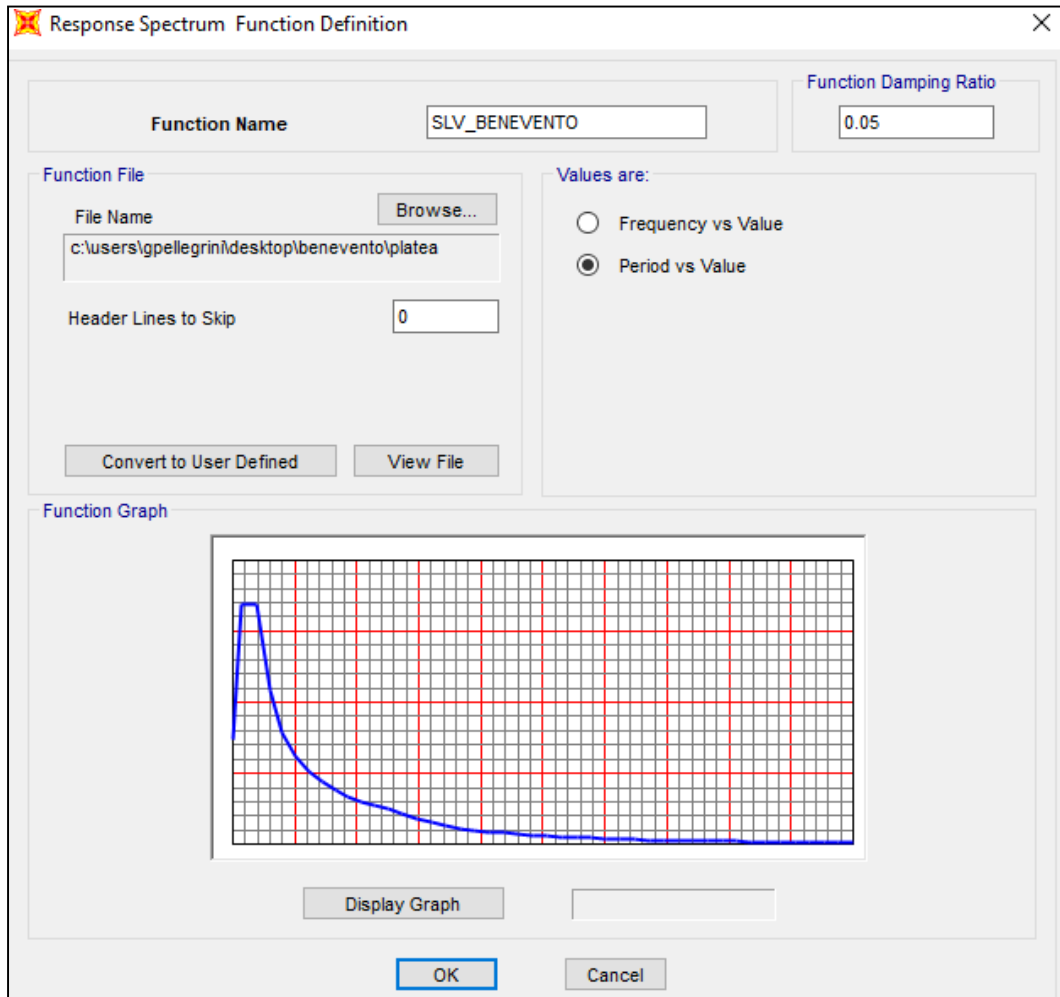 Response Spectrum Function Definition
Function Damping Ratio
Function Name
SLV_BENEVENTO
0.05
Function File
Values are:
File Name
Browse...
c:\users\gpellegrini\desktop\benevento\platea
Frequency vs Value
Period vs Value
Header Lines to Skip
0
Convert to User Defined
View File
Function Graph
Display Graph
OK
Cancel